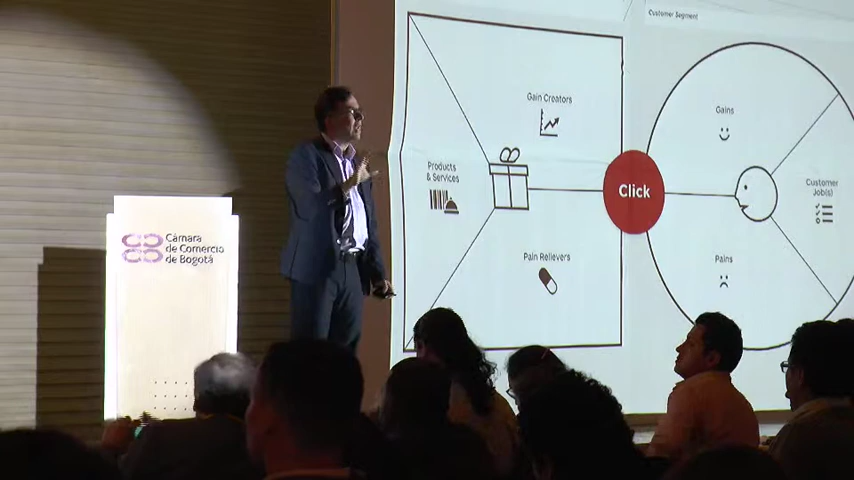 Customer Segment
Gain Creators
Gains
Products
& Services
Click
Customer
Job(s)
Cámara
de Comercio
de Bogotá
Pain Relievers
Pains